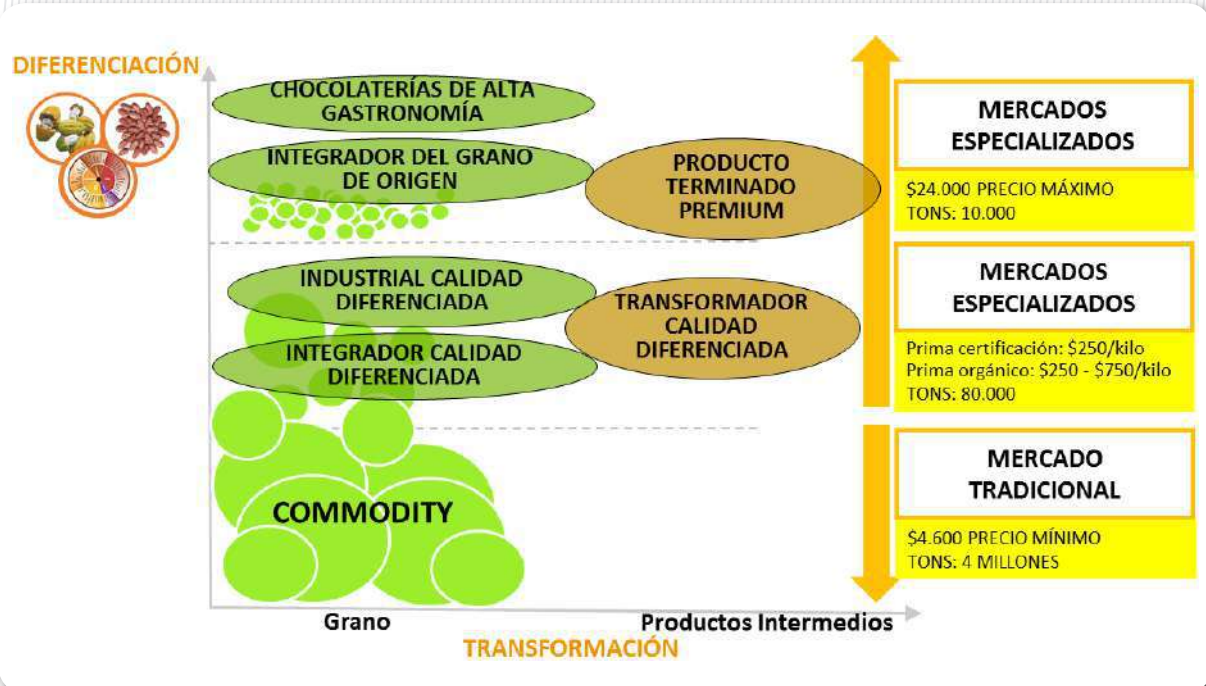 DIFERENCIACIÓN
CHOCOLATERÍAS DE ALTA
GASTRONOMÍA
INTEGRADOR DEL GRANO
DE ORIGEN
PRODUCTO
TERMINADO
PREMIUM
MERCADOS
ESPECIALIZADOS
$24.000 PRECIO MÁXIMO
TONS: 10.000
INDUSTRIAL CALIDAD
DIFERENCIADA
INTEGRADOR CALIDAD
DIFERENCIADA
TRANSFORMADOR
CALIDAD
DIFERENCIADA
MERCADOS
ESPECIALIZADOS
Prima certificación: $250/kilo
Prima orgánico: $250 - $750/kilo
TONS: 80.000
COMMODITY
MERCADO
TRADICIONAL
$4.600 PRECIO MÍNIMO
TONS: 4 MILLONES
Grano
Productos Intermedios
TRANSFORMACIÓN